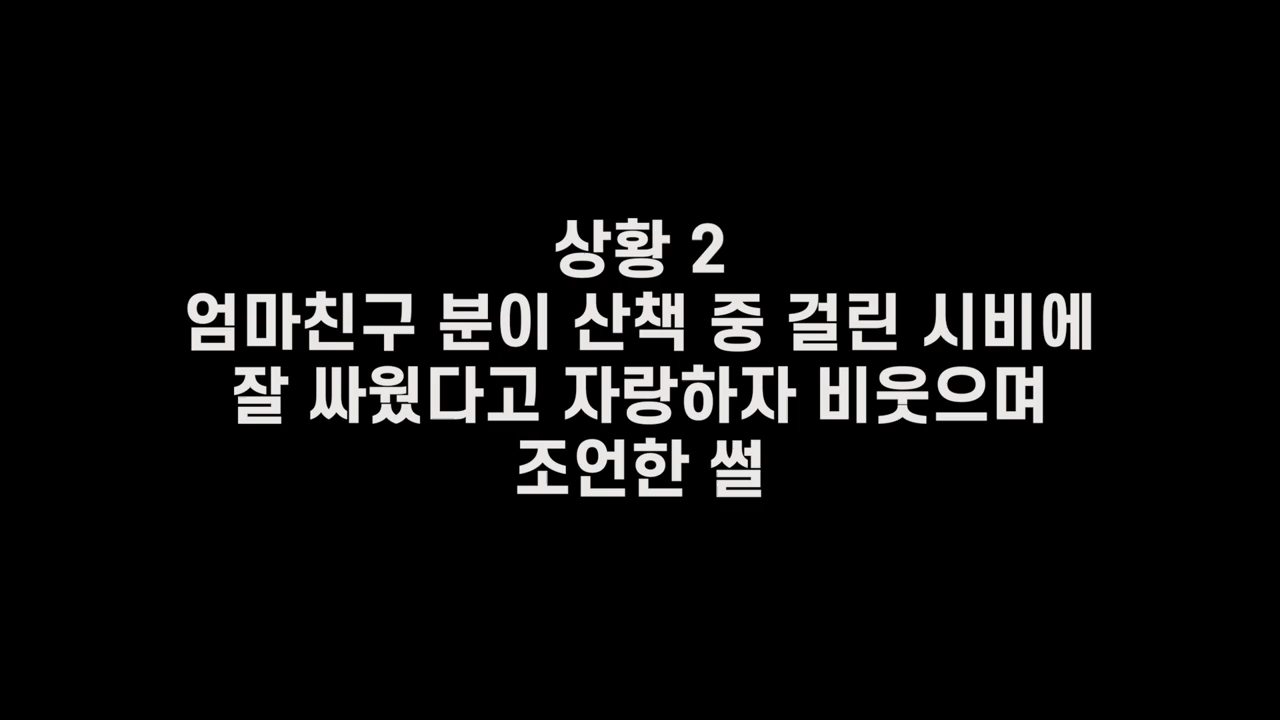 상황 2
엄마친구 분이 산책 중 걸린 시비에
잘 싸웠다고 자랑하자 비웃으며
조언한 썰